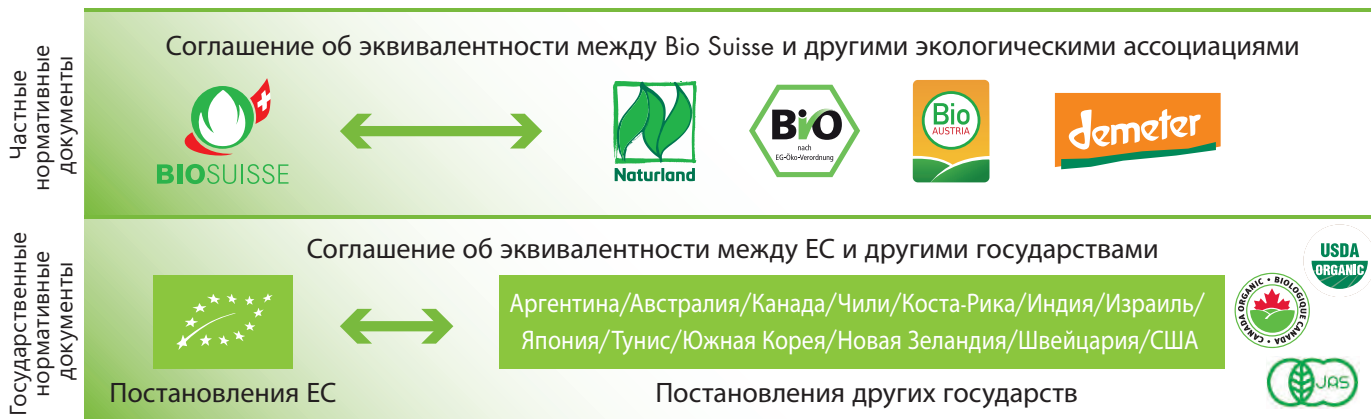 Частные
нормативные
документы
Соглашение об эквивалентности между Bio Suisse и другими экологическими ассоциациями
BIOSUISSE
Naturland
BiO
nach
EG-Öko-Verordnung
Bio
AUSTRIA
demeter
Государственные
нормативные
документы
Соглашение об эквивалентности между ЕС и другими государствами
Аргентина/Австралия/Канада/Чили/Коста-Рика/Индия/Израиль/
Япония/Тунис/Южная Корея/Новая Зеландия/Швейцария/США
USDA
ORGANIC
CANADA ORGANIC • BIOLOGIQUE CANADA •
JAS
Постановления ЕС
Постановления других государств